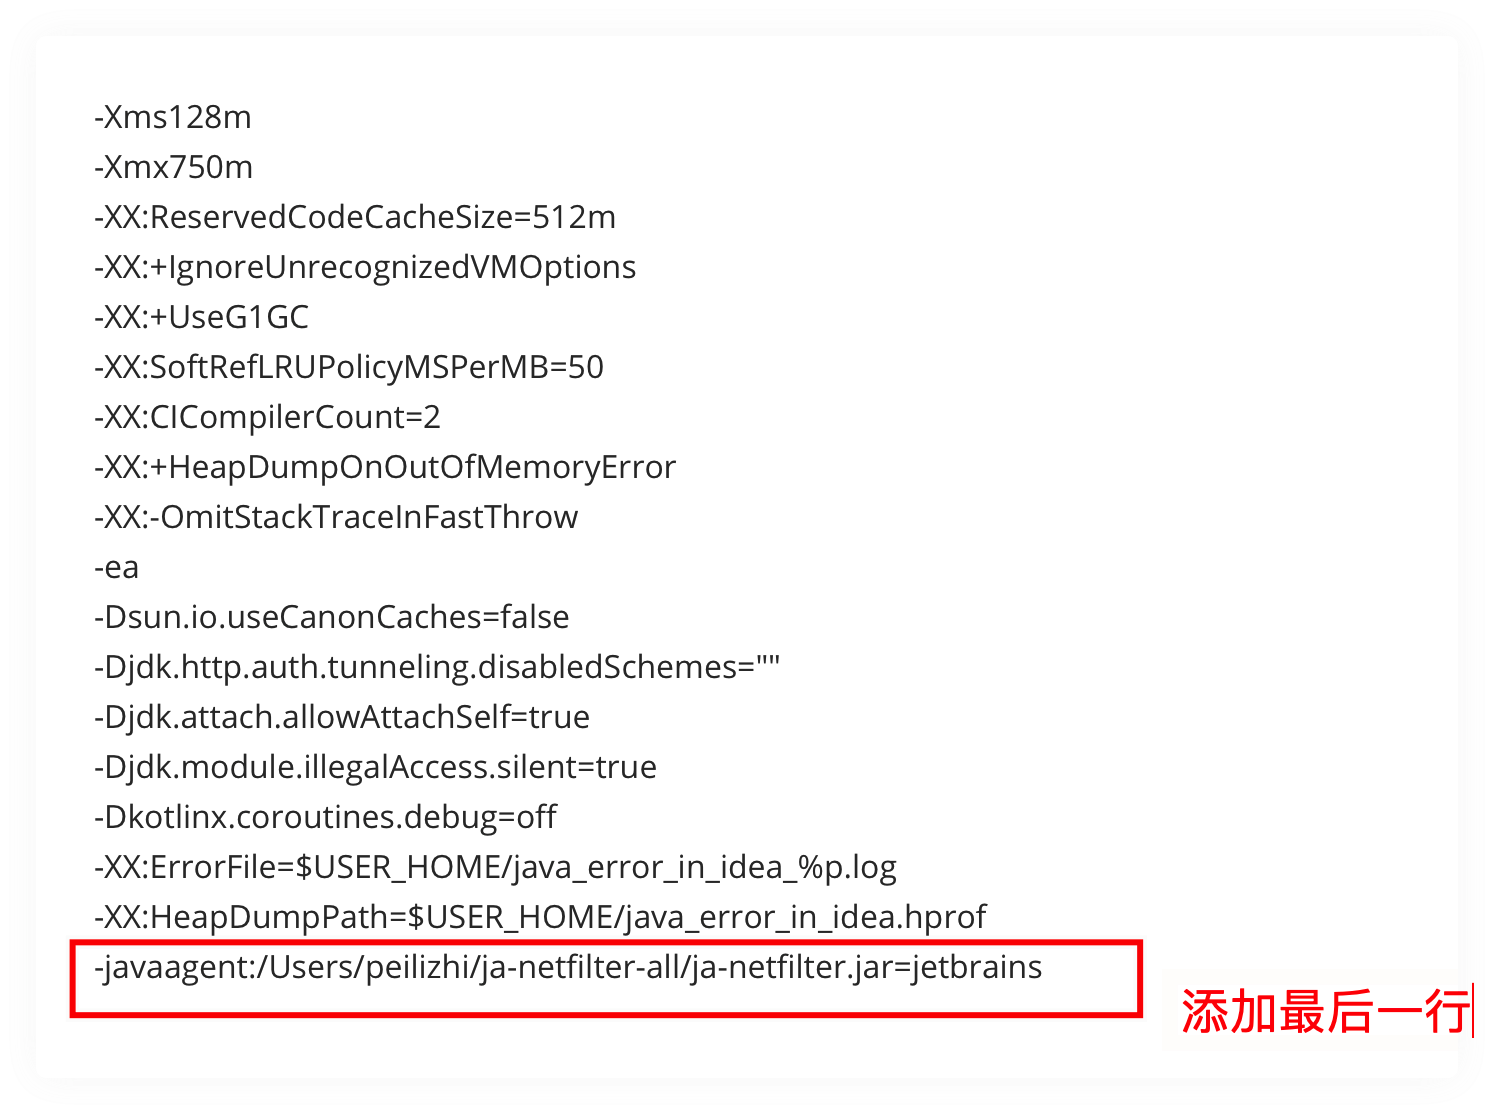 -Xms128m
-Xmx750m
-XX:ReservedCodeCacheSize=512m
-XX:+IgnoreUnrecognizedVMOptions
-XX:+UseG1GC
-XX:SoftRefLRUPolicyMSPerMB=50
-XX:CICompilerCount=2
-XX:+HeapDumpOnOutOfMemoryError
-XX:-OmitStackTraceInFastThrow
-ea
-Dsun.io.useCanonCaches=false
-Djdk.http.auth.tunneling.disabledSchemes=""
-Djdk.attach.allowAttachSelf=true
-Djdk.module.illegalAccess.silent=true
-Dkotlinx.coroutines.debug=off
-XX:ErrorFile=$USER_HOME/java_error_in_idea_%p.log
-XX:HeapDumpPath=$USER_HOME/java_error_in_idea.hprof
-javaagent:/Users/peilizhi/ja-netfilter-all/ja-netfilter.jar=jetbrains
添加最后一行